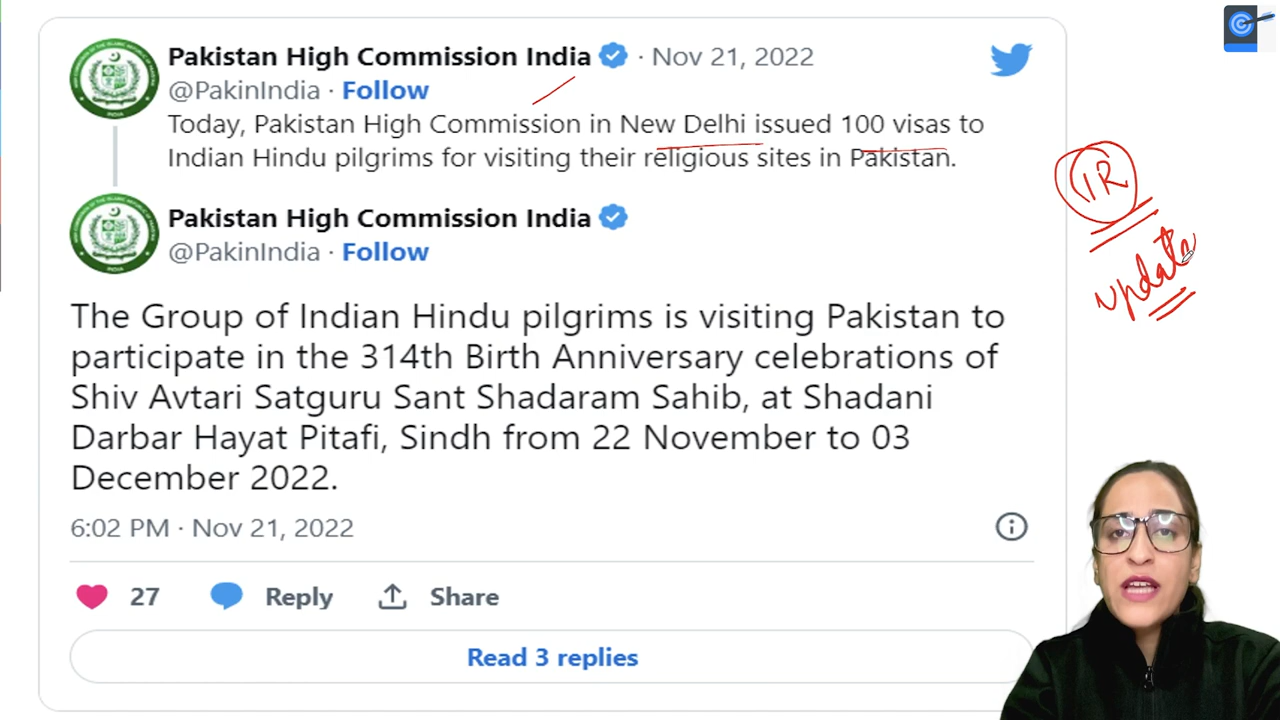 Pakistan High Commission India · Nov 21, 2022
@PakinIndia · Follow
Today, Pakistan High Commission in New Delhi issued 100 visas to
Indian Hindu pilgrims for visiting their religious sites in Pakistan.
IR
update
Pakistan High Commission India
@PakinIndia · Follow
The Group of Indian Hindu pilgrims is visiting Pakistan to
participate in the 314th Birth Anniversary celebrations of
Shiv Avtari Satguru Sant Shadaram Sahib, at Shadani
Darbar Hayat Pitafi, Sindh from 22 November to 03
December 2022.
6:02 PM · Nov 21, 2022
27 Reply Share
Read 3 replies